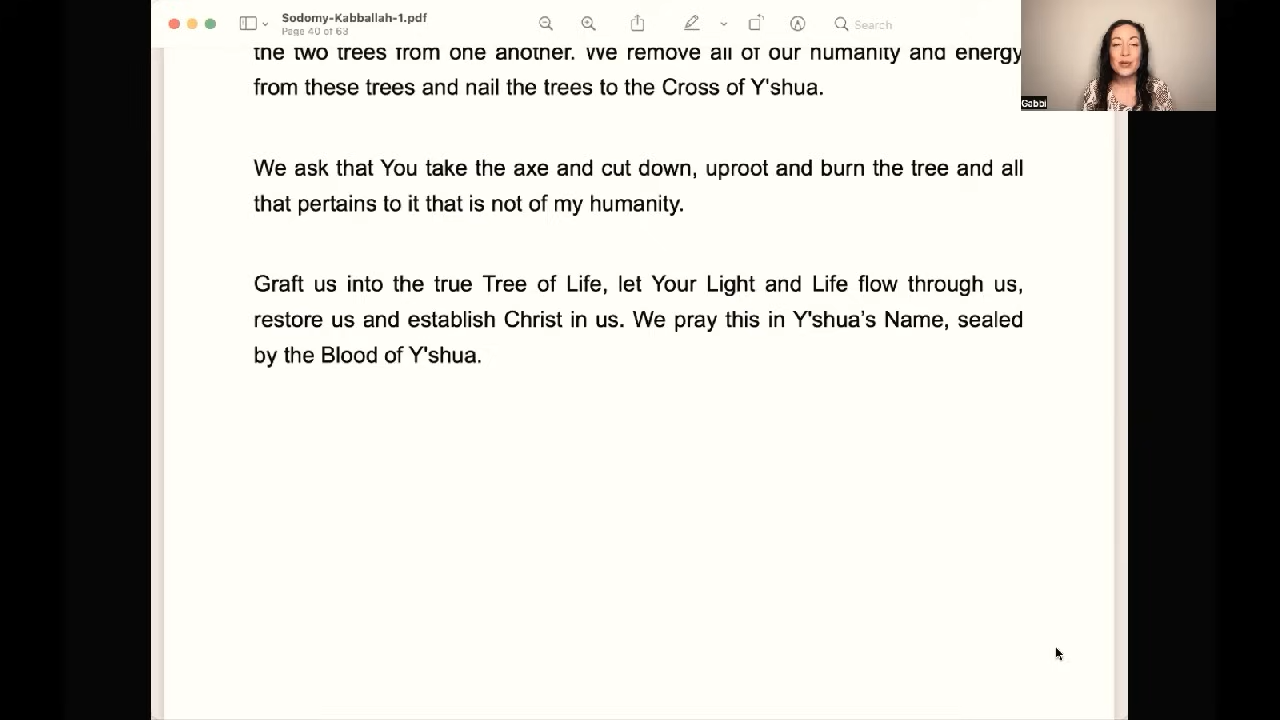 Sodomy-Kabballah-1.pdf
Page 40 of 63
Search
the two trees from one another. We remove all of our humanity and energy
from these trees and nail the trees to the Cross of Y'shua.
Gabbi
We ask that You take the axe and cut down, uproot and burn the tree and all
that pertains to it that is not of my humanity.
Graft us into the true Tree of Life, let Your Light and Life flow through us,
restore us and establish Christ in us. We pray this in Y'shua’s Name, sealed
by the Blood of Y'shua.